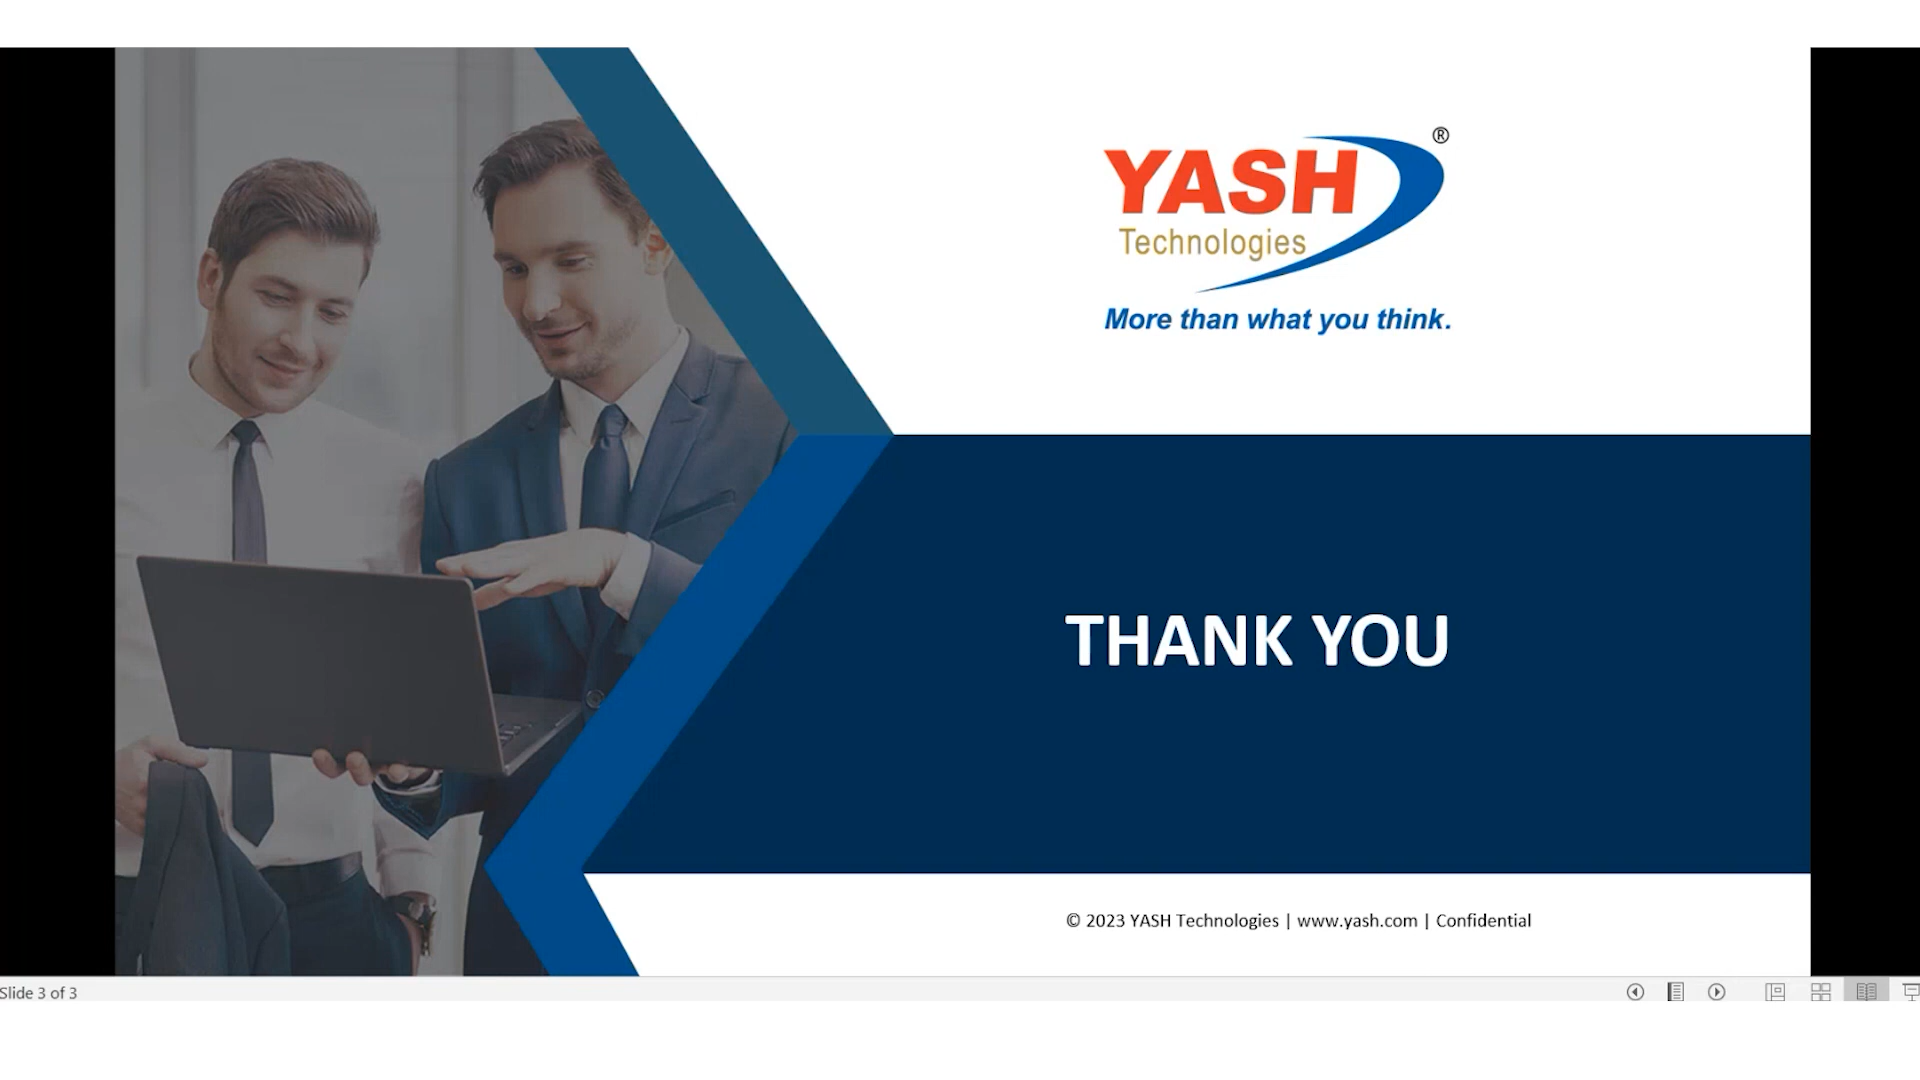 YASH®
Technologies
More than what you think.
THANK YOU
© 2023 YASH Technologies | www.yash.com | Confidential
Slide 3 of 3